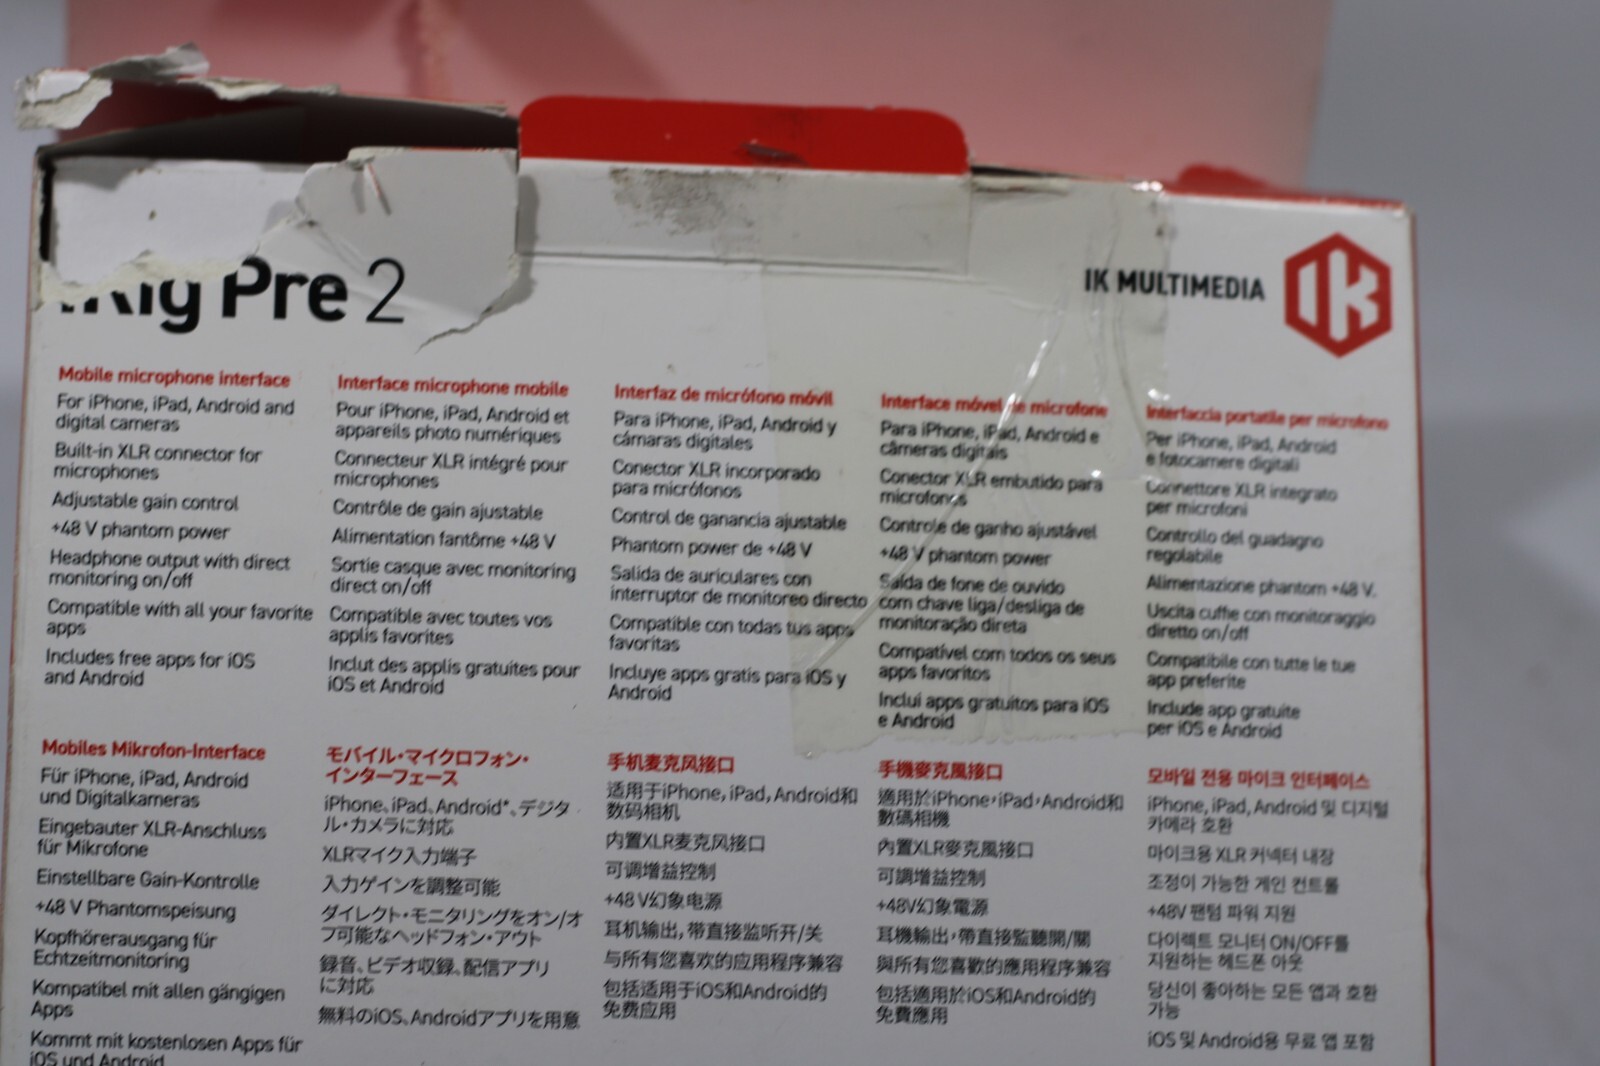 iRig Pre 2
IK MULTIMEDIA
IK
Mobile microphone interface
For iPhone, iPad, Android and
digital cameras
Built-in XLR connector for
microphones
Adjustable gain control
+48 V phantom power
Headphone output with direct
monitoring on/off
Compatible with all your favorite
apps
Includes free apps for iOS
and Android
Interface microphone mobile
Pour iPhone, iPad, Android et
appareils photo numériques
Connecteur XLR intégré pour
microphones
Contrôle de gain ajustable
Alimentation fantôme +48 V
Sortie casque avec monitoring
direct on/off
Compatible avec toutes vos
applis favorites
Inclut des applis gratuites pour
iOS et Android
Interfaz de micrófono móvil
Para iPhone, iPad, Android y
cámaras digitales
Conector XLR incorporado
para micrófonos
Control de ganancia ajustable
Phantom power de +48 V
Salida de auriculares con
interruptor de monitoreo directo
Compatible con todas tus apps
favoritas
Incluye apps gratis para iOS y
Android
Interface móvel de microfone
Para iPhone, iPad, Android e
câmeras digitais
Conector XLR embutido para
microfones
Controle de ganho ajustável
+48 V phantom power
Saída de fone de ouvido
com chave liga/desliga de
monitoração direta
Compatível com todos os seus
apps favoritos
Inclui apps gratuitos para iOS
e Android
Interfaccia portatile per microfono
Per iPhone, iPad, Android
e fotocamere digitali
Connettore XLR integrato
per microfoni
Controllo del guadagno
regolabile
Alimentazione phantom +48 V.
Uscita cuffie con monitoraggio
diretto on/off
Compatibile con tutte le tue
app preferite
Include app gratuite
per iOS e Android
Mobiles Mikrofon-Interface
Für iPhone, iPad, Android
und Digitalkameras
Eingebauter XLR-Anschluss
für Mikrofone
Einstellbare Gain-Kontrolle
+48 V Phantomspeisung
Kopfhörerausgang für
Echtzeitmonitoring
Kompatibel mit allen gängigen
Apps
Kommt mit kostenlosen Apps für
iOS und Android
モバイル・マイクロフォン・
インターフェース
iPhone、iPad、Android*、デジタ
ル・カメラに対応
XLRマイク入力端子
入力ゲインを調整可能
ダイレクト・モニタリングをオン/オ
フ可能なヘッドフォン・アウト
録音、ビデオ収録、配信アプリ
に対応
無料のiOS、Androidアプリを用意
手机麦克风接口
适用于iPhone, iPad, Android和
数码相机
内置XLR麦克风接口
可调增益控制
+48 V幻象电源
耳机输出, 带直接监听开/关
与所有您喜欢的应用程序兼容
包括适用于iOS和Android的
免费应用
手機麥克風接口
適用於iPhone，iPad，Android和
數碼相機
內置XLR麥克風接口
可調增益控制
+48V幻象電源
耳機輸出，帶直接監聽開/關
與所有您喜歡的應用程序兼容
包括適用於iOS和Android的
免費應用
모바일 전용 마이크 인터페이스
iPhone, iPad, Android 및 디지털
카메라 호환
마이크용 XLR 커넥터 내장
조정이 가능한 게인 컨트롤
+48V 팬텀 파워 지원
다이렉트 모니터 ON/OFF를
지원하는 헤드폰 아웃
당신이 좋아하는 모든 앱과 호환
가능
iOS 및 Android용 무료 앱 포함